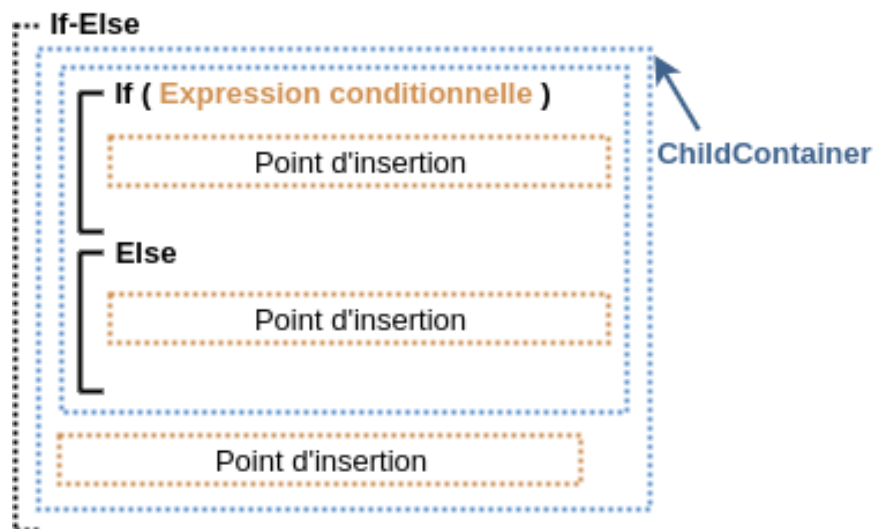 If-Else
If ( Expression conditionnelle )
Point d'insertion
ChildContainer
Else
Point d'insertion
Point d'insertion